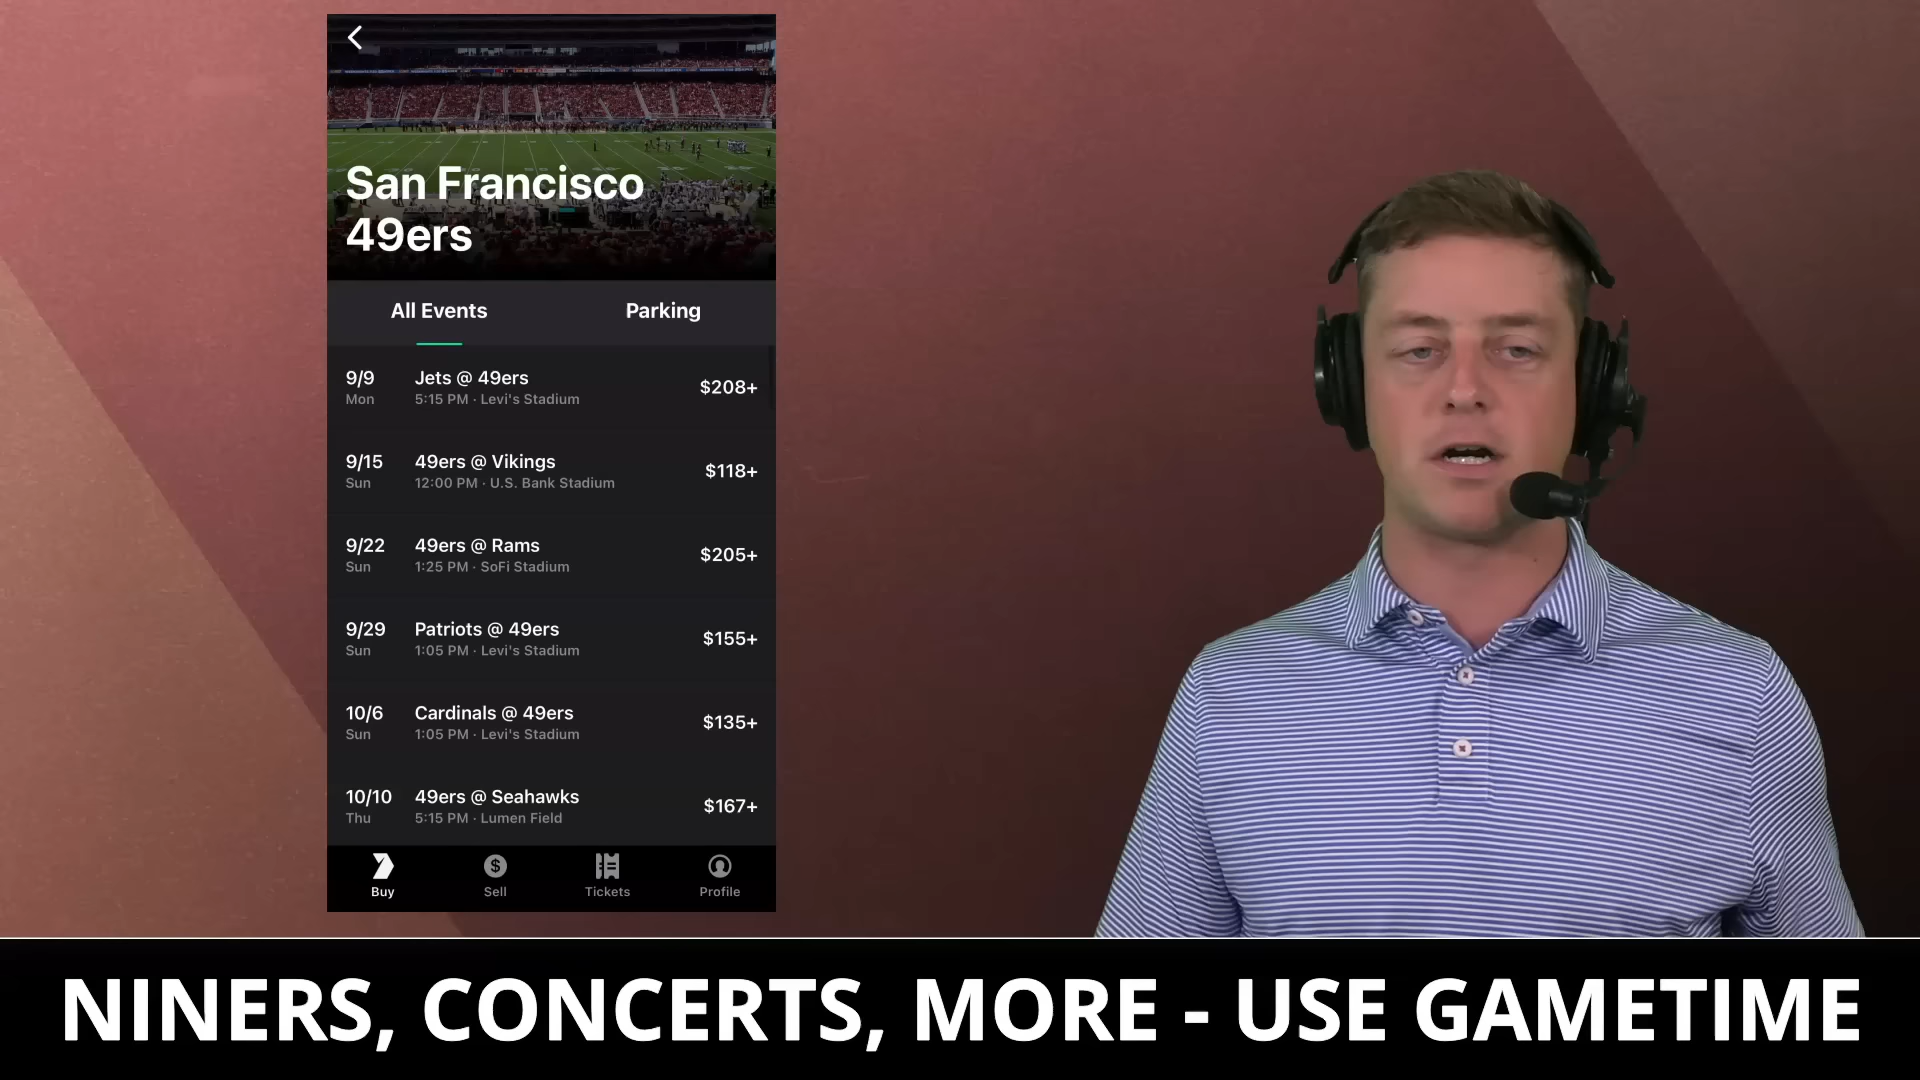 San Francisco
49ers
All Events
Parking
9/9
Mon
Jets @ 49ers
5:15 PM · Levi's Stadium
$208+
9/15
Sun
49ers @ Vikings
12:00 PM · U.S. Bank Stadium
$118+
9/22
Sun
49ers @ Rams
1:25 PM · SoFi Stadium
$205+
9/29
Sun
Patriots @ 49ers
1:05 PM · Levi's Stadium
$155+
10/6
Sun
Cardinals @ 49ers
1:05 PM · Levi's Stadium
$135+
10/10
Thu
49ers @ Seahawks
5:15 PM · Lumen Field
$167+
Buy
Sell
Tickets
Profile
NINERS, CONCERTS, MORE - USE GAMETIME